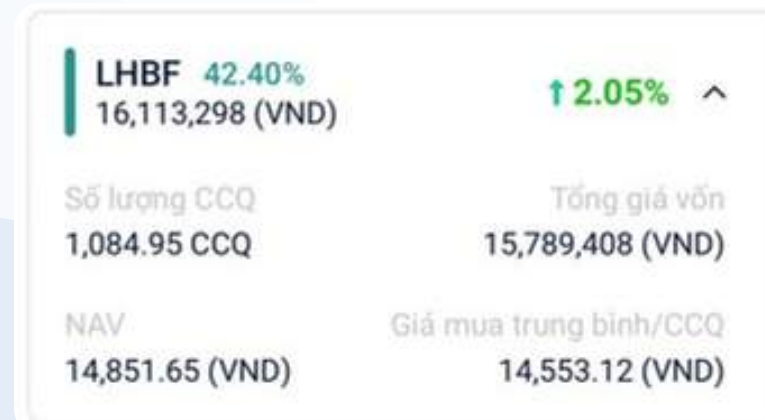 LHBF 42.40%
16,113,298 (VND)
↑ 2.05%
Số lượng CCQ
1,084.95 CCQ
Tổng giá vốn
15,789,408 (VND)
NAV
14,851.65 (VND)
Giá mua trung bình/CCQ
14,553.12 (VND)